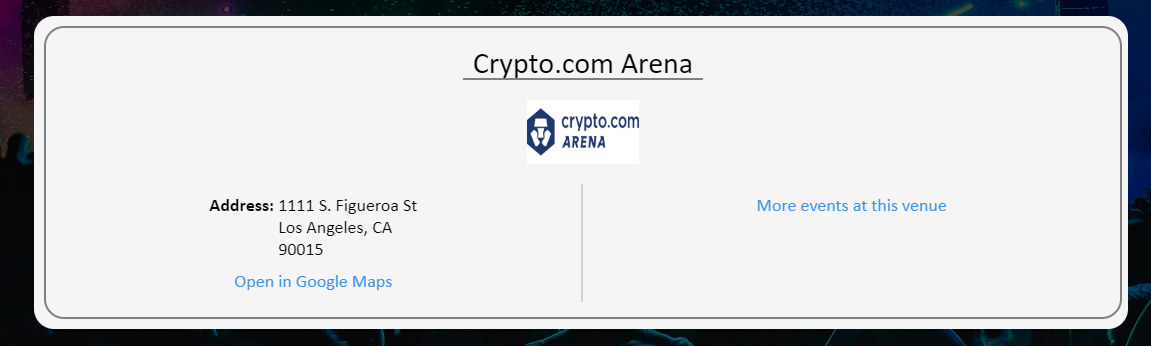 Crypto.com Arena
crypto.com
ARENA
Address: 1111 S. Figueroa St
Los Angeles, CA
90015
Open in Google Maps
More events at this venue